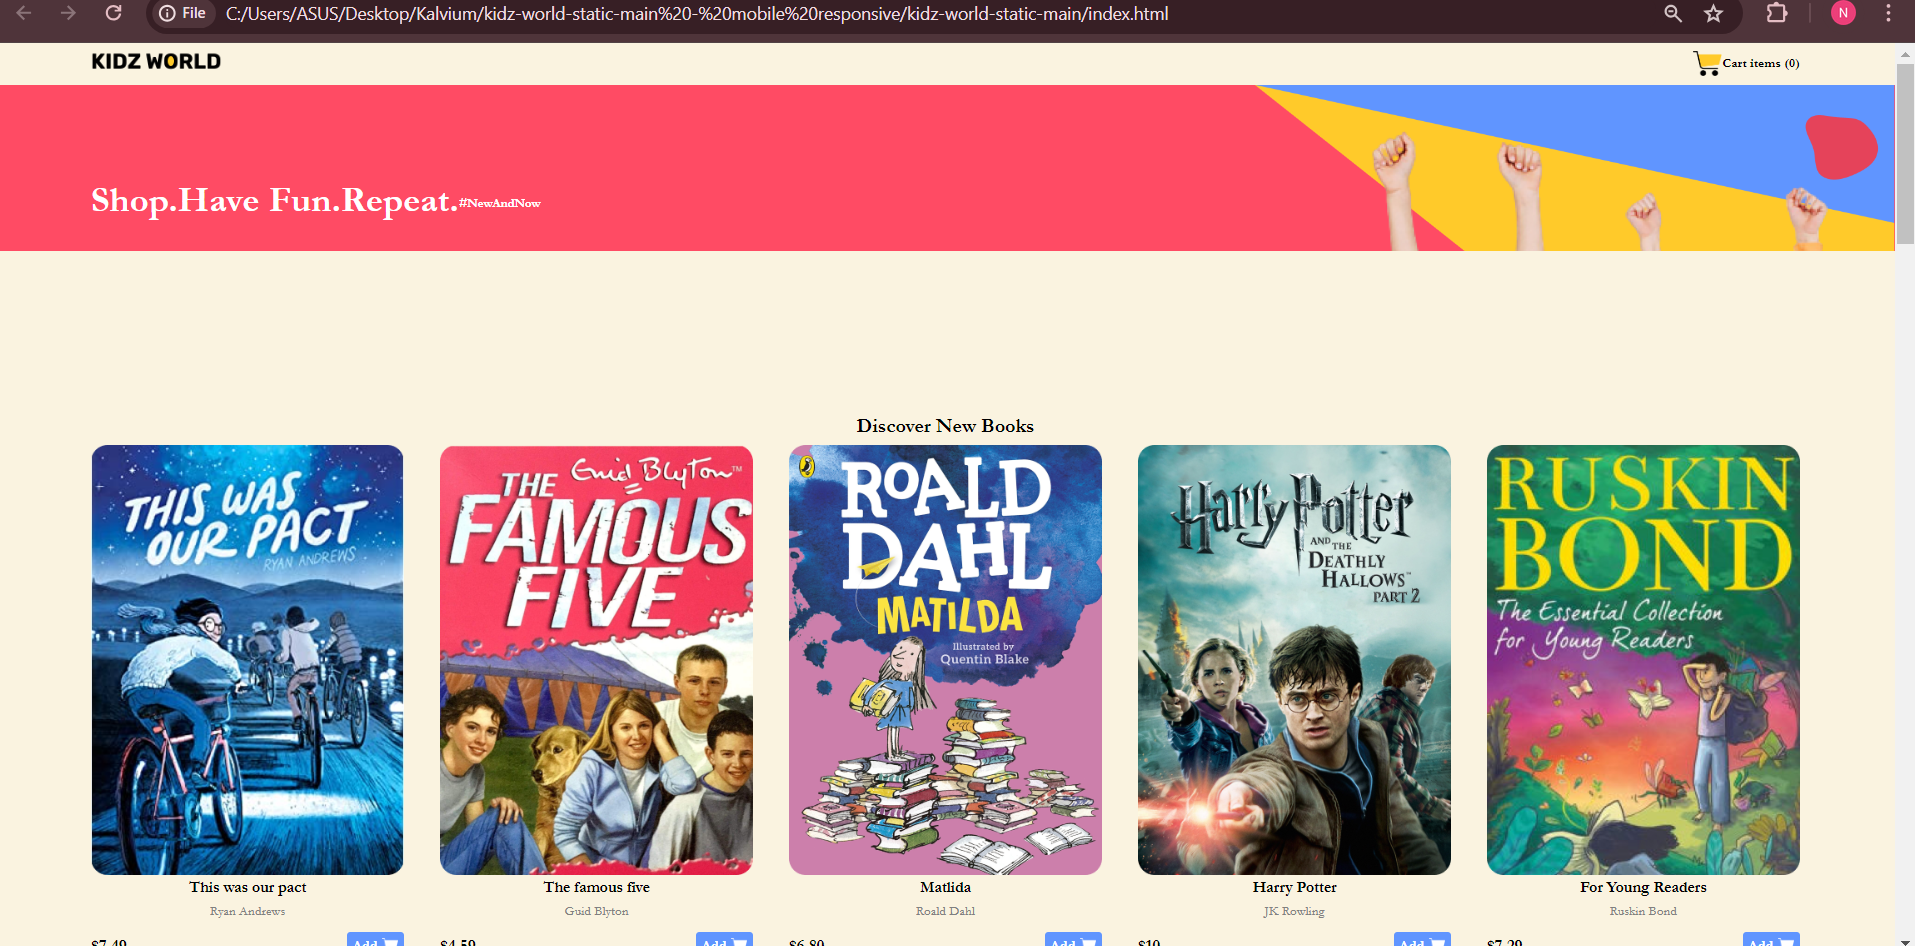 File
C:/Users/ASUS/Desktop/Kalvium/kidz-world-static-main%20-%20mobile%20responsive/kidz-world-static-main/index.html
N
KIDZ WORLD
Cart items (0)
Shop.Have Fun.Repeat.#NewAndNow
Discover New Books
THIS WAS
OUR PACT
RYAN ANDREWS
Enid Blyton™
THE
FAMOUS
FIVE
ROALD
DAHL
MATILDA
Illustrated by
Quentin Blake
Harry Potter
AND THE
DEATHLY
HALLOWS™
PART 2
RUSKIN
BOND
The Essential Collection
for Young Readers
This was our pact
The famous five
Matlida
Harry Potter
For Young Readers
Ryan Andrews
Guid Blyton
Roald Dahl
JK Rowling
Ruskin Bond
$7.49
Add
$4.59
Add
$6.80
Add
$10
Add
$7.29
Add